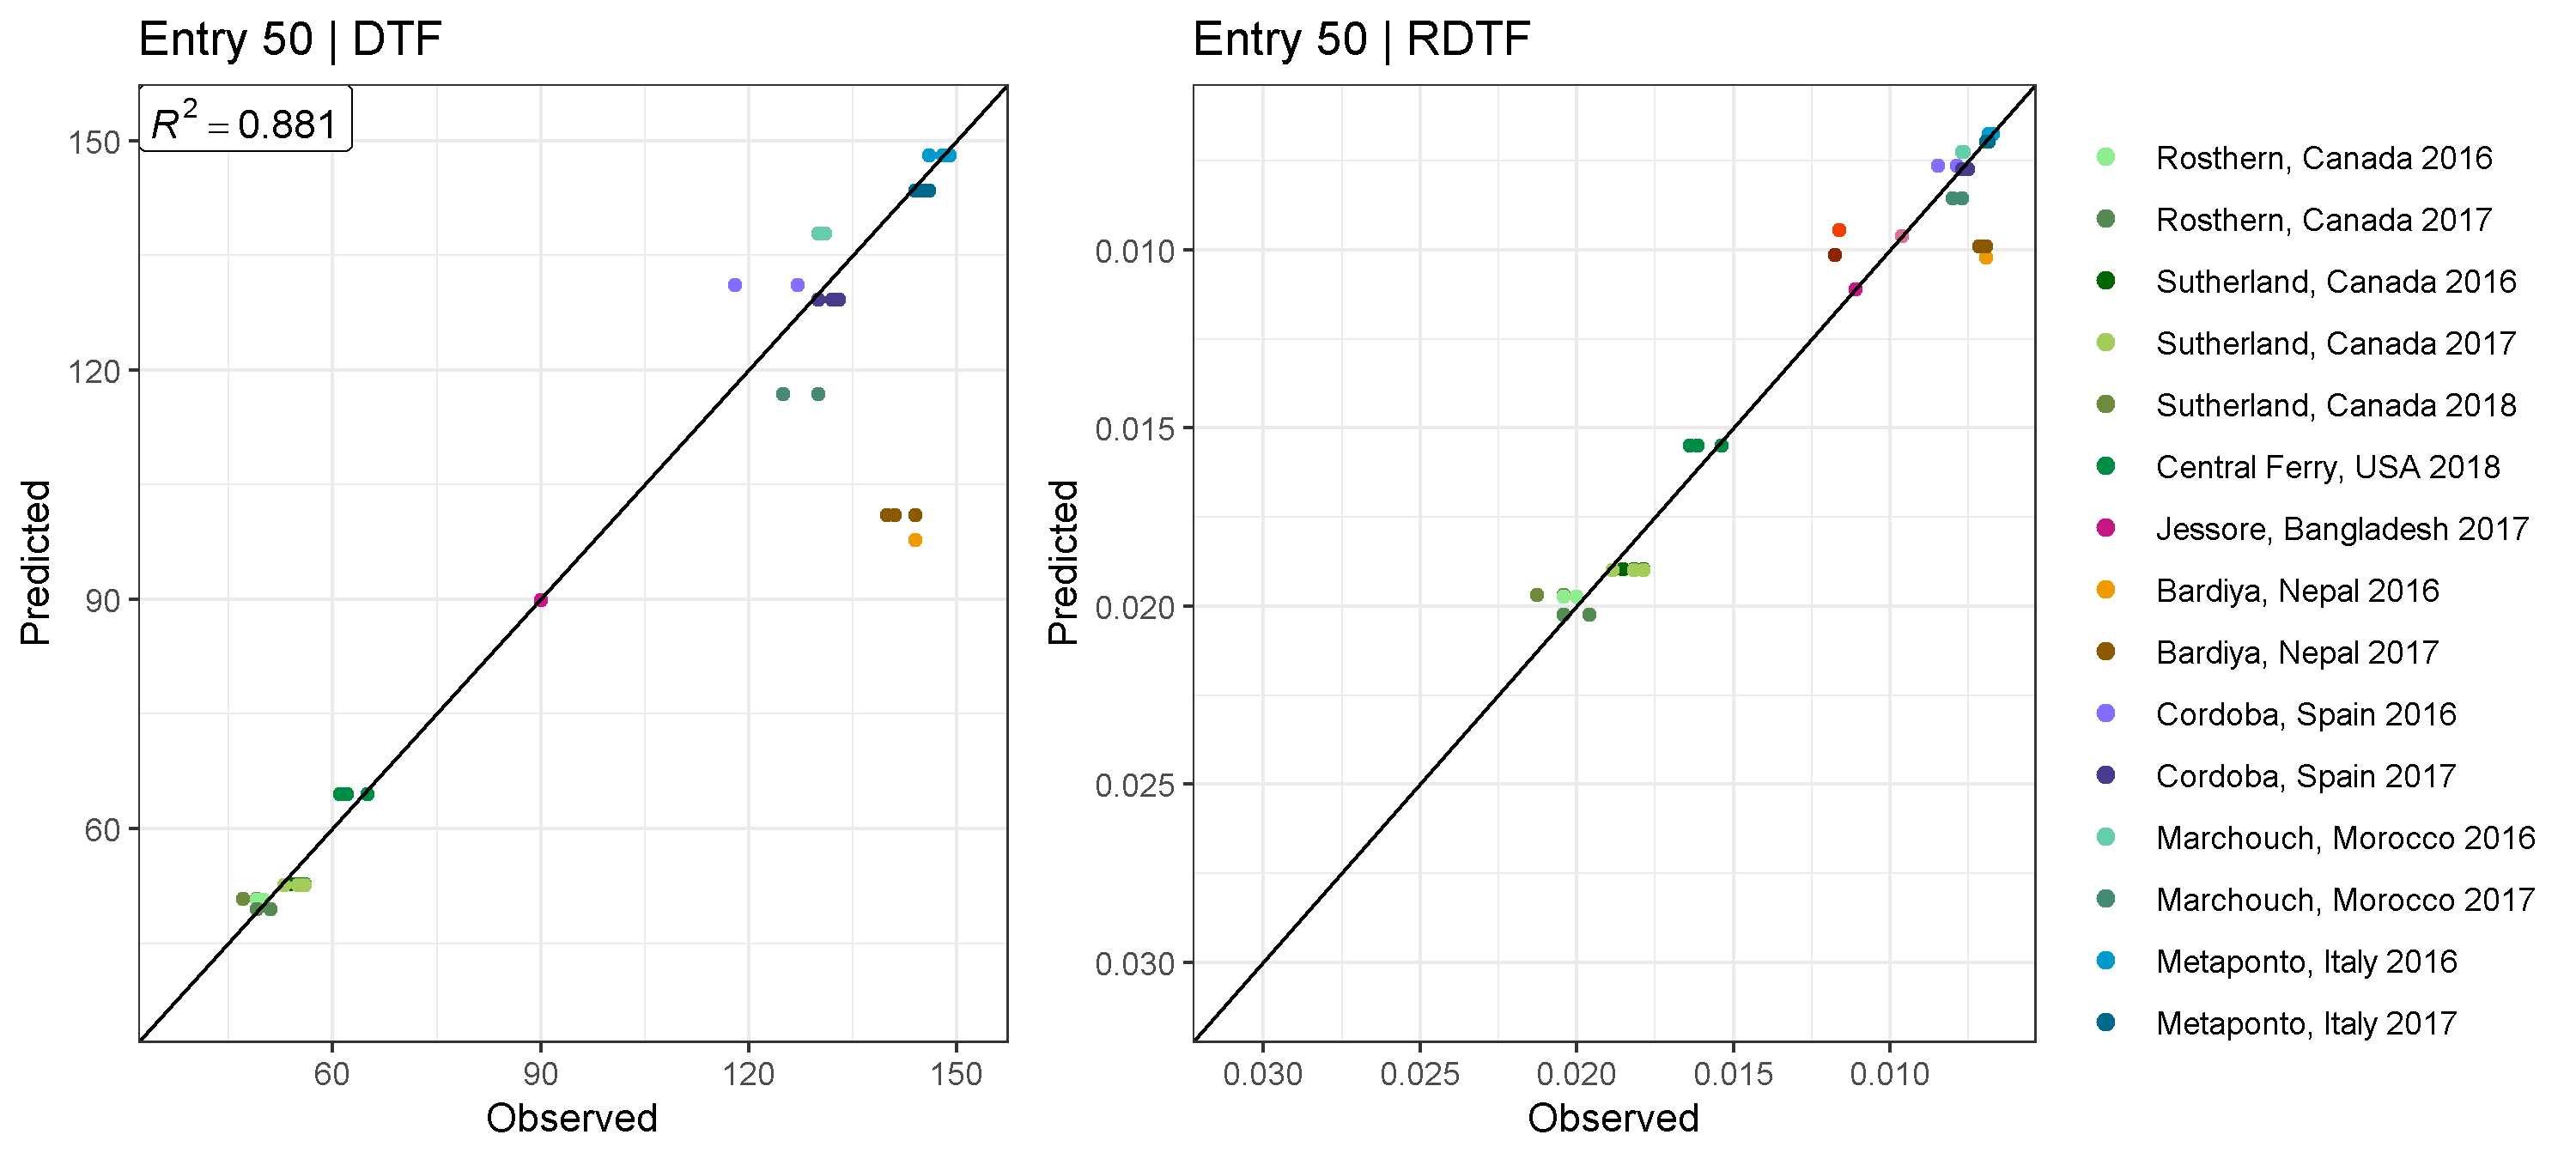 Entry 50 | DTF
R² = 0.881
150
120
90
60
Predicted
60 90 120 150
Observed
Entry 50 | RDTF
0.010
0.015
0.020
0.025
0.030
Predicted
0.030 0.025 0.020 0.015 0.010
Observed
Rosthern, Canada 2016
Rosthern, Canada 2017
Sutherland, Canada 2016
Sutherland, Canada 2017
Sutherland, Canada 2018
Central Ferry, USA 2018
Jessore, Bangladesh 2017
Bardiya, Nepal 2016
Bardiya, Nepal 2017
Cordoba, Spain 2016
Cordoba, Spain 2017
Marchouch, Morocco 2016
Marchouch, Morocco 2017
Metaponto, Italy 2016
Metaponto, Italy 2017